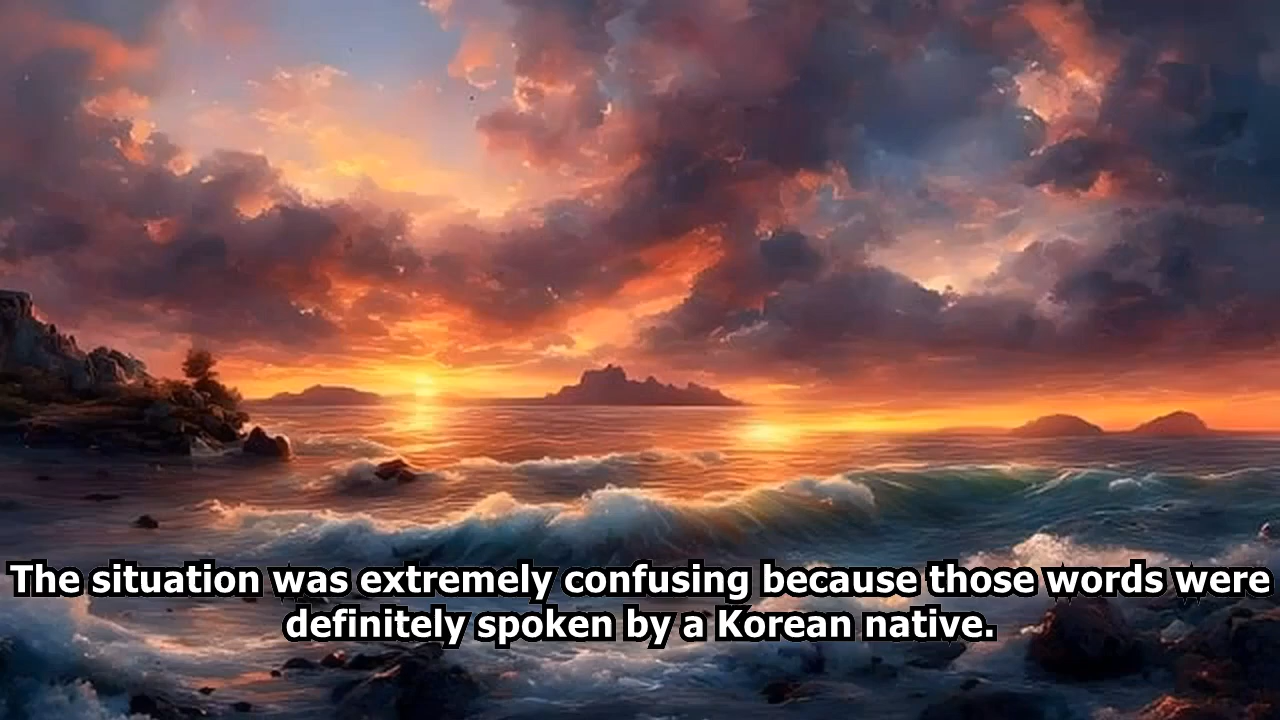 The situation was extremely confusing because those words were
definitely spoken by a Korean native.